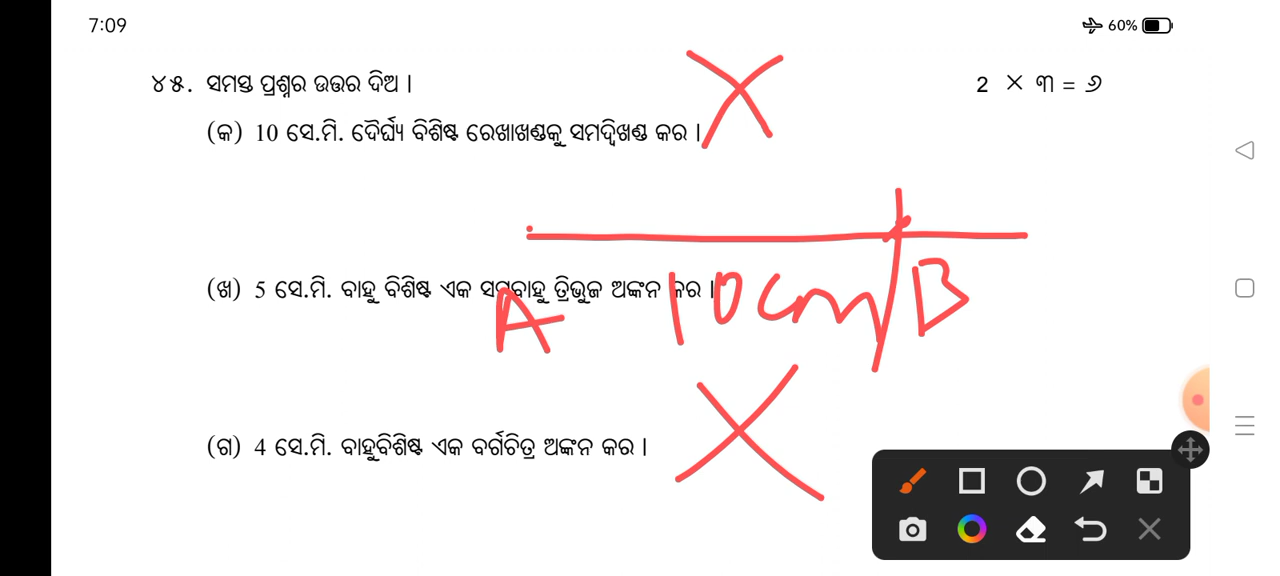 7:09
60%
୪୫. ସମସ୍ତ ପ୍ରଶ୍ନର ଉତ୍ତର ଦିଅ। 2 × ୩ = ୬
(କ) 10 ସେ.ମି. ଦୈର୍ଘ୍ୟ ବିଶିଷ୍ଟ ରେଖାଖଣ୍ଡକୁ ସମଦ୍ୱିଖଣ୍ଡ କର।
(ଖ) 5 ସେ.ମି. ବାହୁ ବିଶିଷ୍ଟ ଏକ ସମବାହୁ ତ୍ରିଭୁଜ ଅଙ୍କନ କର।
A 10cm B
(ଗ) 4 ସେ.ମି. ବାହୁବିଶିଷ୍ଟ ଏକ ବର୍ଗଚିତ୍ର ଅଙ୍କନ କର।